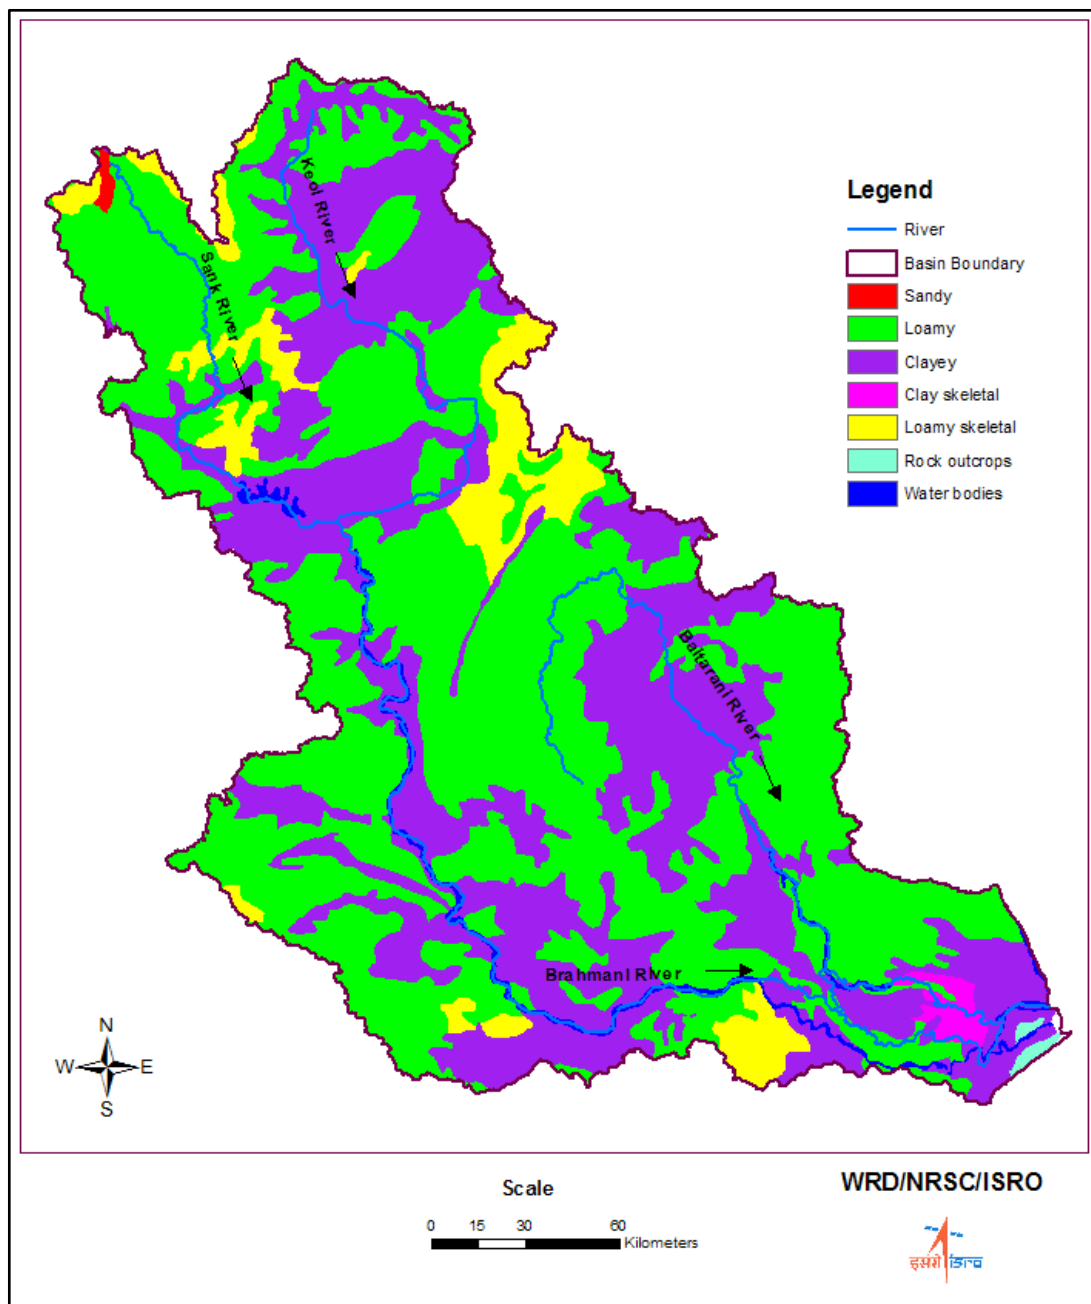 Keol River
Sank River
Baitarani River
Brahmani River
Legend
River
Basin Boundary
Sandy
Loamy
Clayey
Clay skeletal
Loamy skeletal
Rock outcrops
Water bodies
N
W E
S
Scale
0 15 30 60
Kilometers
WRD/NRSC/ISRO
इसरो isro